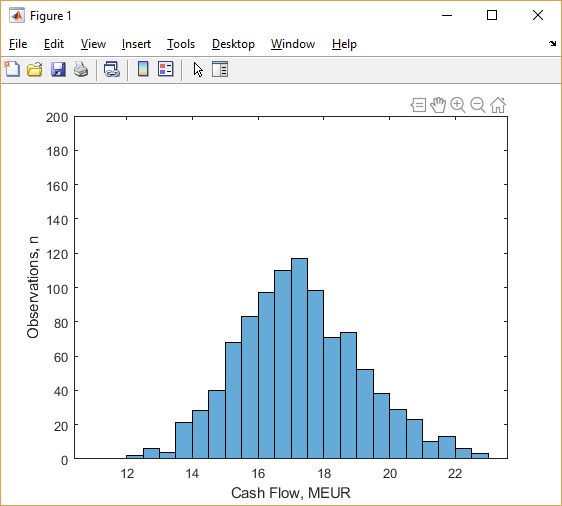 Figure 1
File Edit View Insert Tools Desktop Window Help
200
180
160
140
120
100
80
60
40
20
0
Observations, n
12 14 16 18 20 22
Cash Flow, MEUR